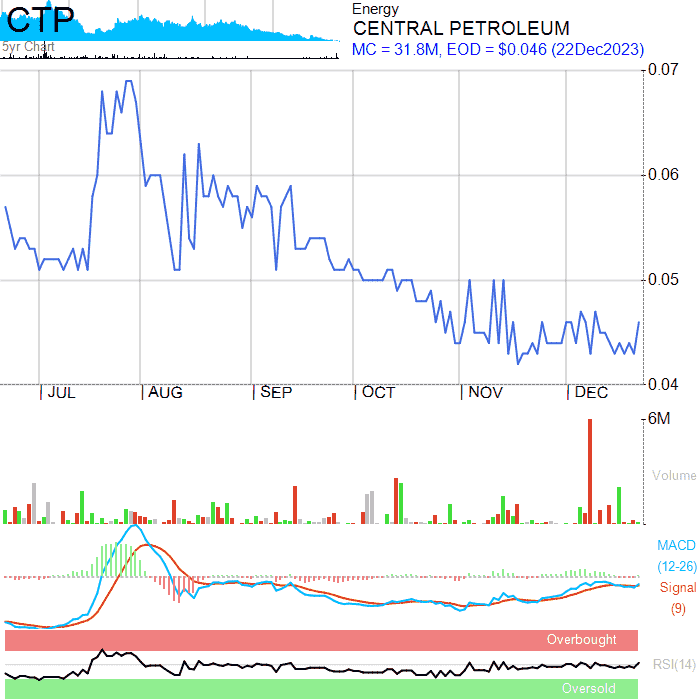 CTP
5yr Chart
Energy
CENTRAL PETROLEUM
MC = 31.8M, EOD = $0.046 (22Dec2023)
0.07
0.06
0.05
0.04
JUL AUG SEP OCT NOV DEC
6M
Volume
MACD
(12-26)
Signal
(9)
Overbought
RSI(14)
Oversold